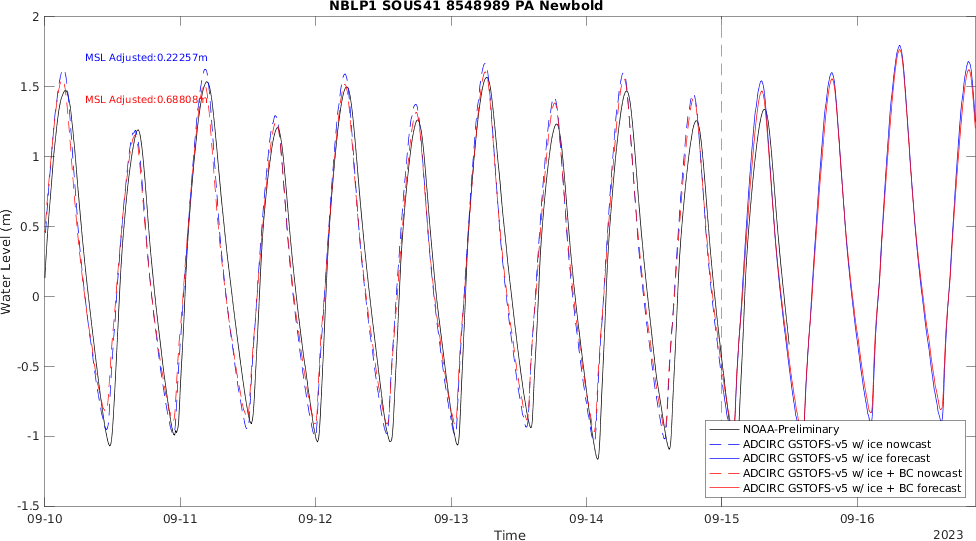 NBLP1 SOUS41 8548989 PA Newbold
2
1.5
1
0.5
0
-0.5
-1
-1.5
Water Level (m)
MSL Adjusted:0.22257m
MSL Adjusted:0.68808m
NOAA-Preliminary
ADCIRC GSTOFS-v5 w/ ice nowcast
ADCIRC GSTOFS-v5 w/ ice forecast
ADCIRC GSTOFS-v5 w/ ice + BC nowcast
ADCIRC GSTOFS-v5 w/ ice + BC forecast
09-10 09-11 09-12 09-13 09-14 09-15 09-16
Time
2023